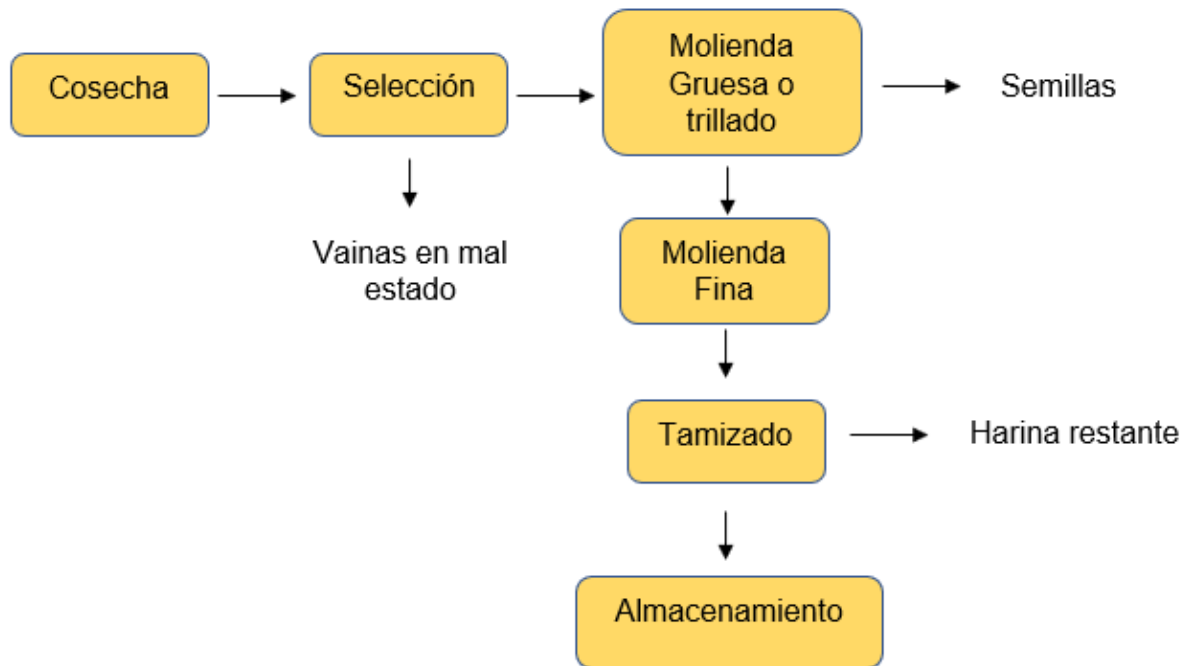 Cosecha
Selección
Molienda
Gruesa o
trillado
Semillas
Vainas en mal
estado
Molienda
Fina
Tamizado
Harina restante
Almacenamiento